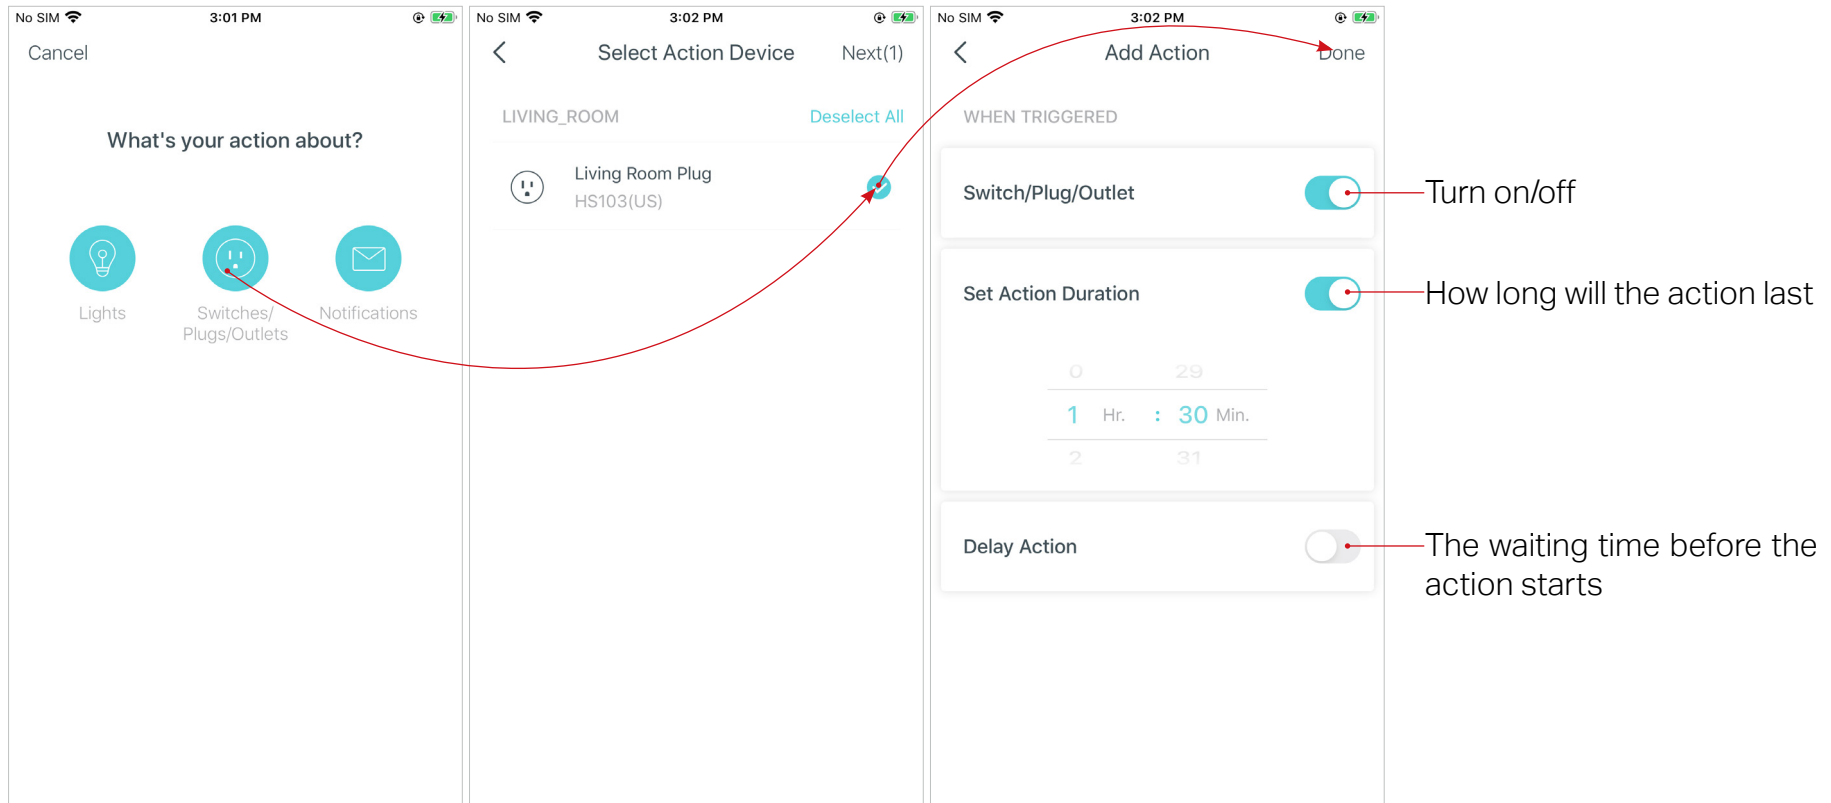 No SIM 3:01 PM
Cancel
What's your action about?
Lights
Switches/
Plugs/Outlets
Notifications
No SIM 3:02 PM
Select Action Device Next(1)
LIVING_ROOM Deselect All
Living Room Plug
HS103(US)
No SIM 3:02 PM
Add Action Done
WHEN TRIGGERED
Switch/Plug/Outlet
Turn on/off
Set Action Duration
How long will the action last
0 29
1 Hr. : 30 Min.
2 31
Delay Action
The waiting time before the
action starts